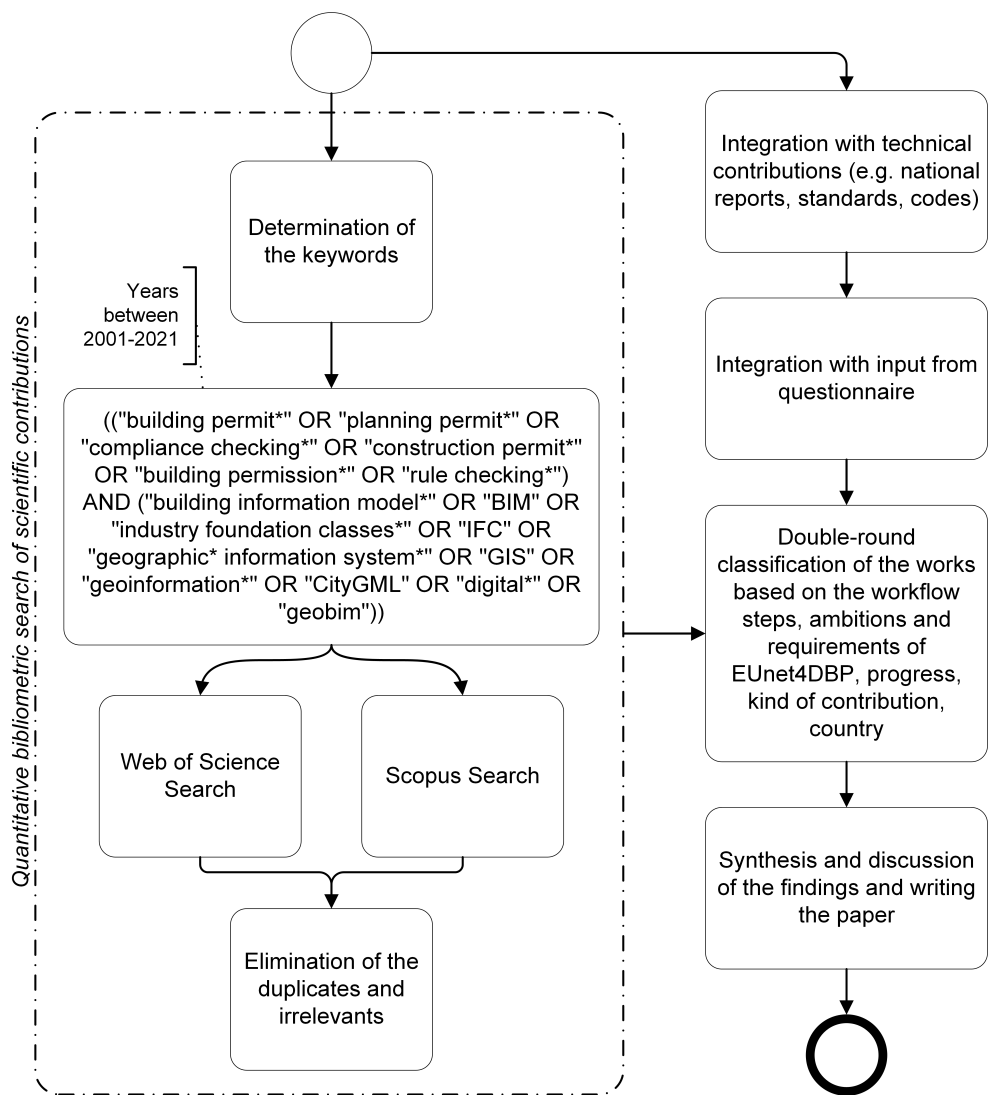 Quantitative bibliometric search of scientific contributions
Determination of
the keywords
Years
between
2001-2021
(("building permit*" OR "planning permit*" OR
"compliance checking*" OR "construction permit*"
OR "building permission*" OR "rule checking*")
AND ("building information model*" OR "BIM" OR
"industry foundation classes*" OR "IFC" OR
"geographic* information system*" OR "GIS" OR
"geoinformation*" OR "CityGML" OR "digital*" OR
"geobim"))
Web of Science
Search
Scopus Search
Elimination of the
duplicates and
irrelevants
Integration with technical
contributions (e.g. national
reports, standards, codes)
Integration with input from
questionnaire
Double-round
classification of the works
based on the workflow
steps, ambitions and
requirements of
EUnet4DBP, progress,
kind of contribution,
country
Synthesis and discussion
of the findings and writing
the paper